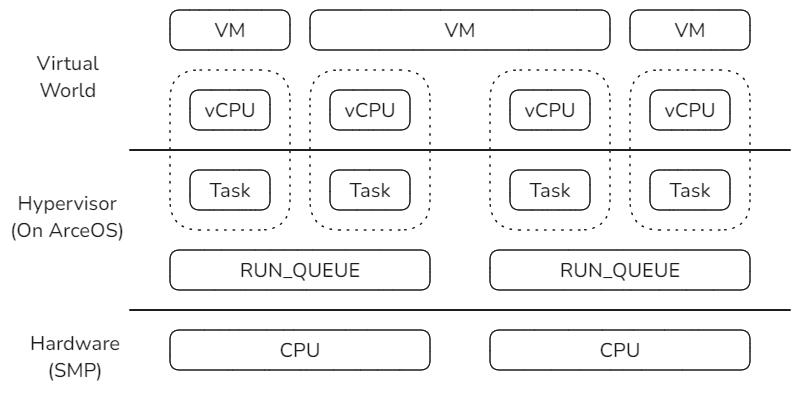 VM VM VM
Virtual
World
vCPU vCPU vCPU vCPU
Task Task Task Task
Hypervisor
(On ArceOS)
RUN_QUEUE RUN_QUEUE
Hardware
(SMP)
CPU CPU